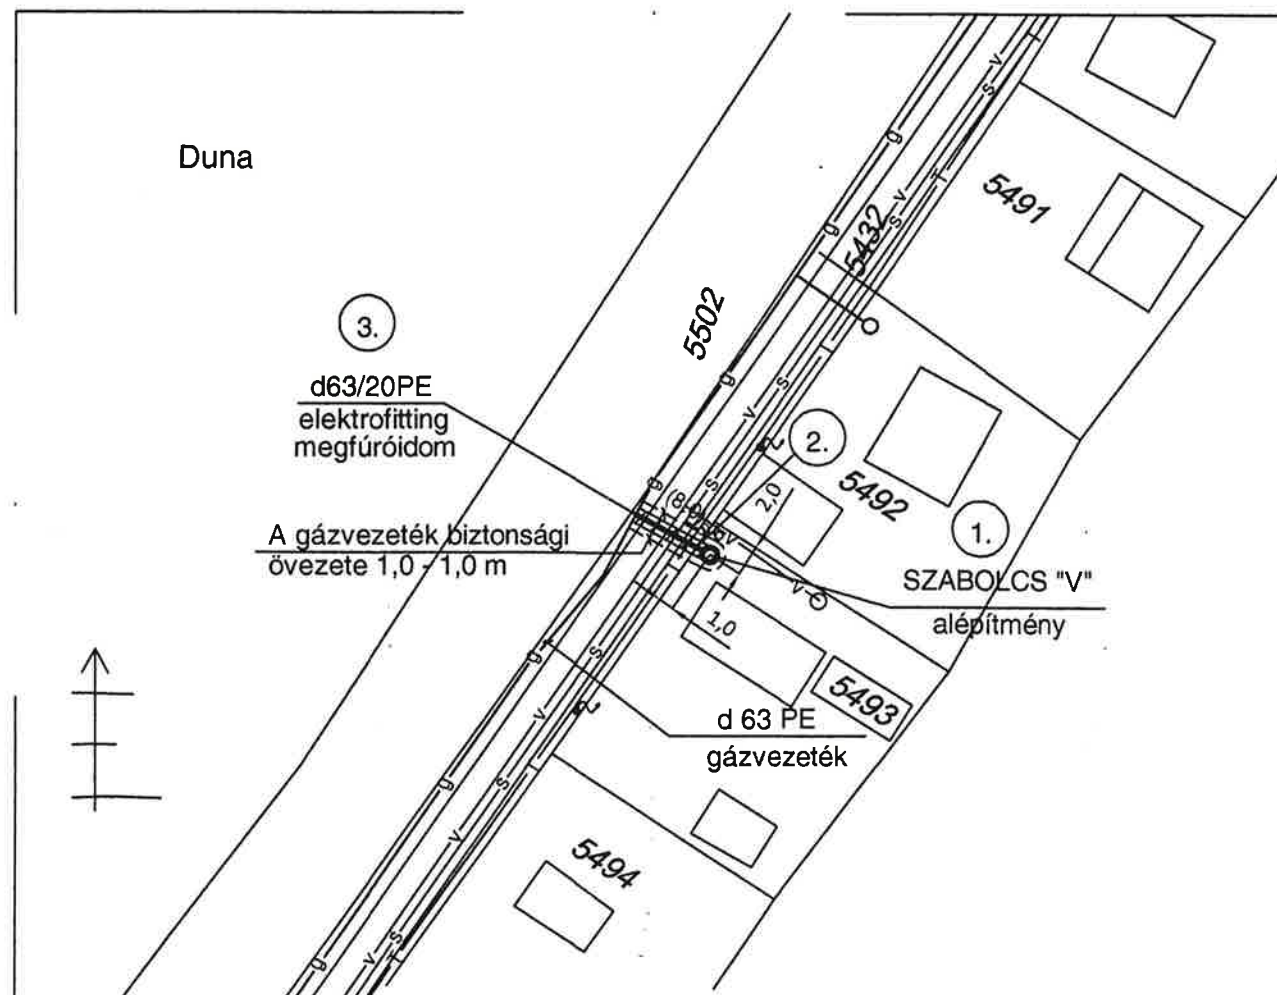 Duna
5491
5432
5502
3.
d63/20PE
elektrofitting
megfúróidom
2.
5492
2,0
1.
A gázvezeték biztonsági
övezete 1,0 - 1,0 m
SZABOLCS "V"
alépítmény
1,0
5493
d 63 PE
gázvezeték
5494